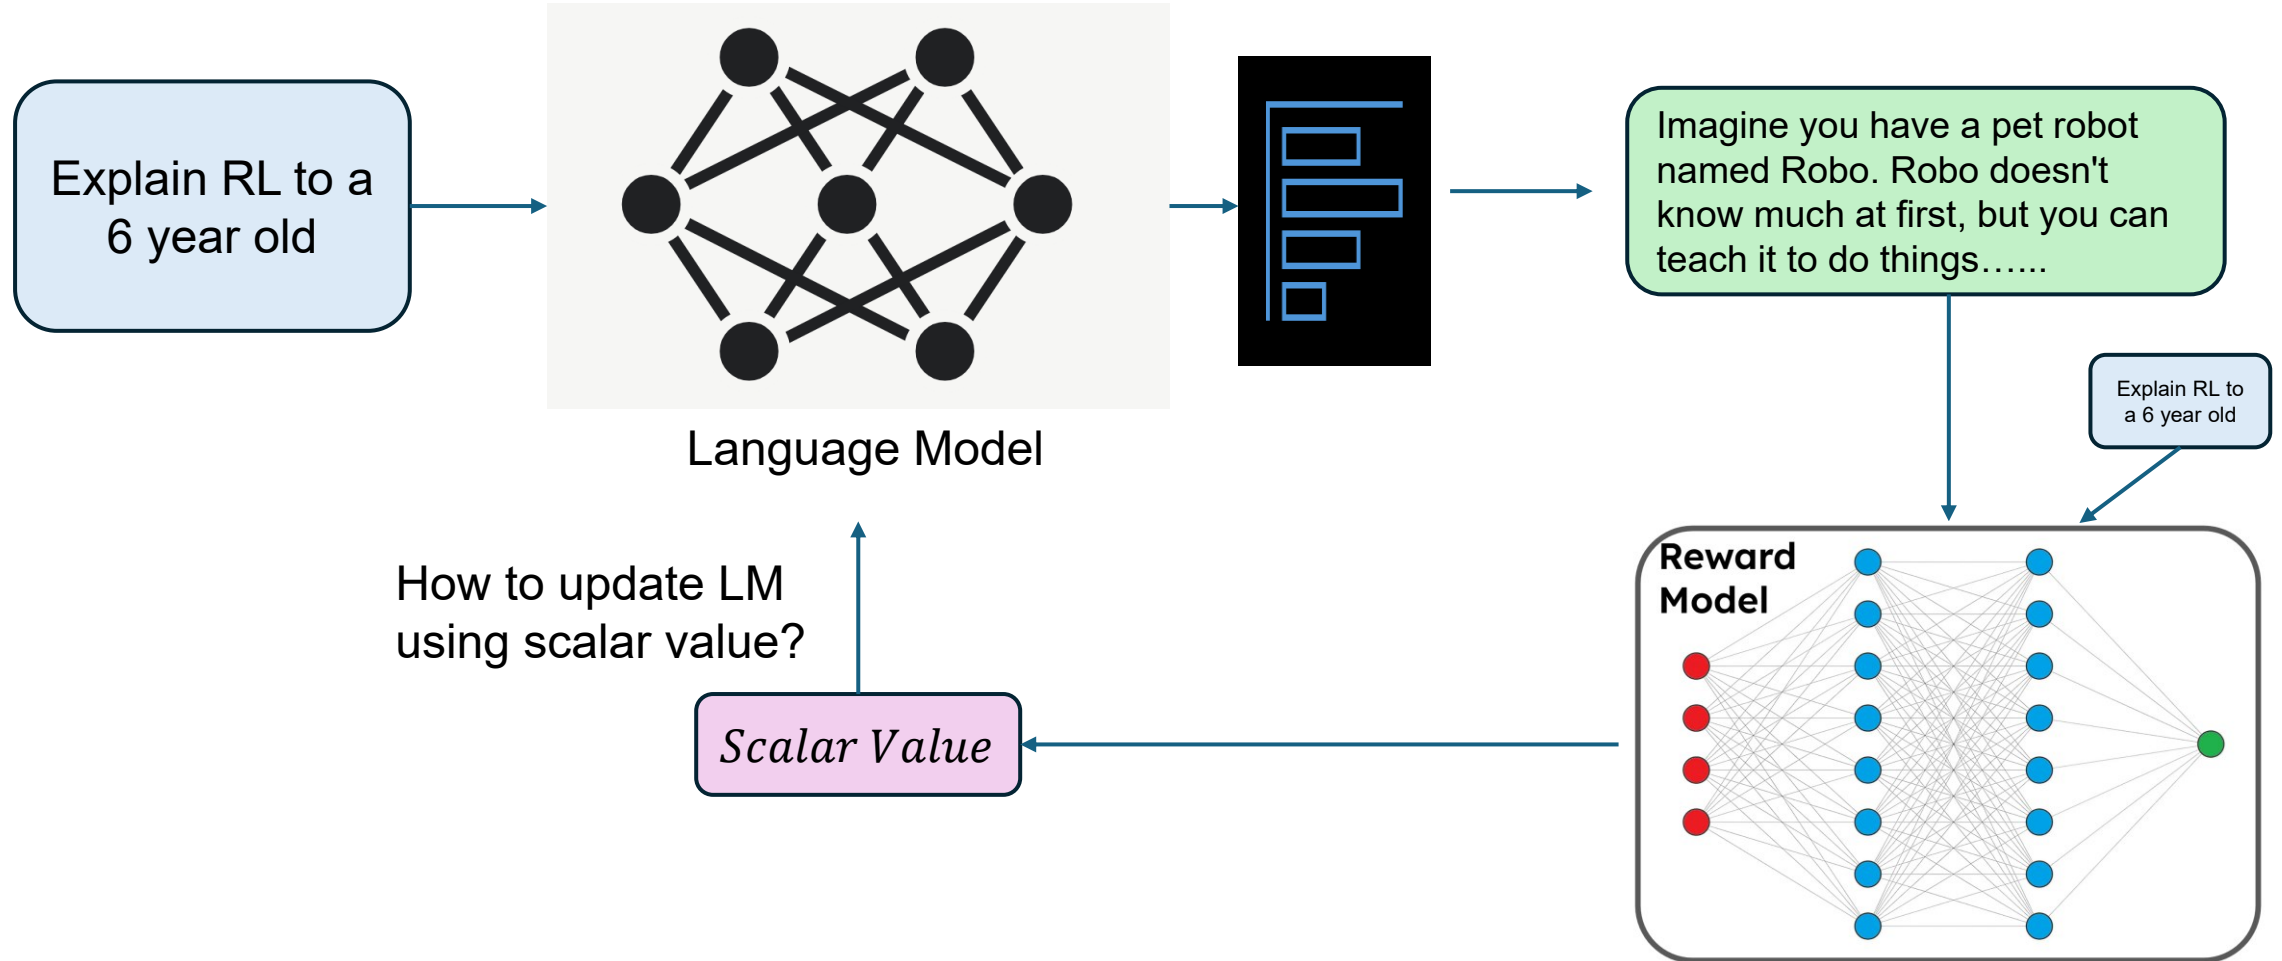 Explain RL to a
6 year old
Language Model
Imagine you have a pet robot
named Robo. Robo doesn't
know much at first, but you can
teach it to do things…...
Explain RL to
a 6 year old
Reward
Model
How to update LM
using scalar value?
Scalar Value